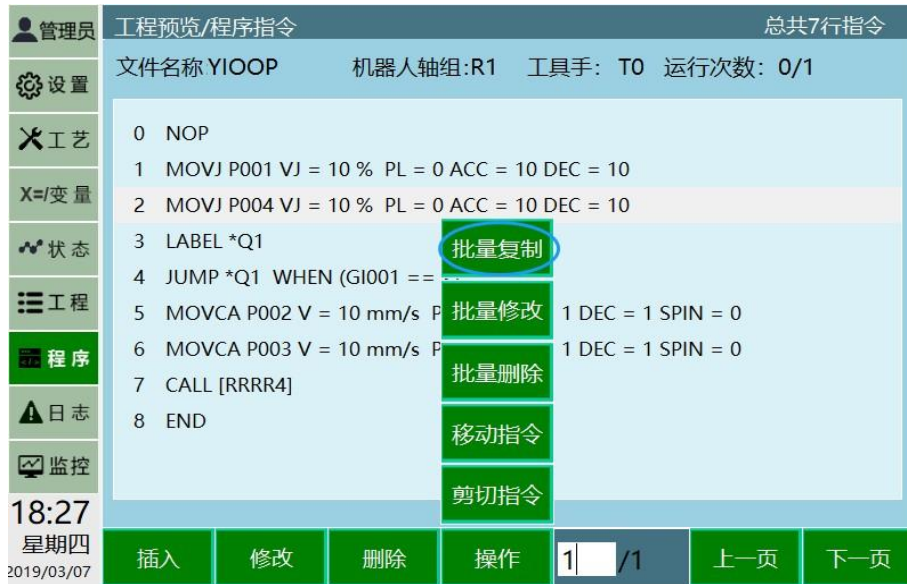 管理员
设置
工艺
X=/变量
状态
工程
程序
日志
监控
18:27
星期四
2019/03/07
工程预览/程序指令 总共7行指令
文件名称:YIOOP 机器人轴组:R1 工具手: T0 运行次数: 0/1
0 NOP
1 MOVJ P001 VJ = 10 % PL = 0 ACC = 10 DEC = 10
2 MOVJ P004 VJ = 10 % PL = 0 ACC = 10 DEC = 10
3 LABEL *Q1
4 JUMP *Q1 WHEN (GI001 ==
5 MOVCA P002 V = 10 mm/s P 1 DEC = 1 SPIN = 0
6 MOVCA P003 V = 10 mm/s P 1 DEC = 1 SPIN = 0
7 CALL [RRRR4]
8 END
批量复制
批量修改
批量删除
移动指令
剪切指令
插入 修改 删除 操作 1 /1 上一页 下一页